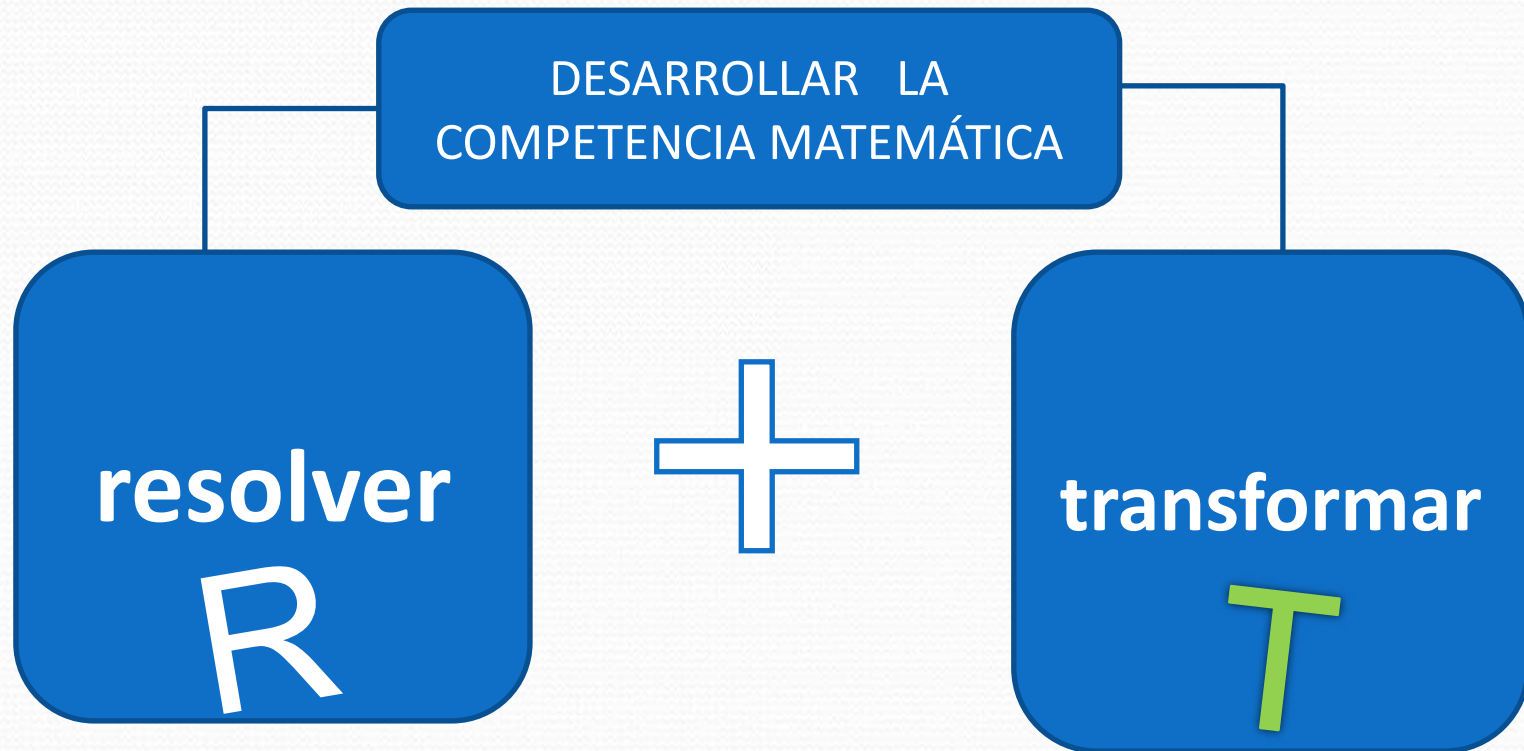 DESARROLLAR LA
COMPETENCIA MATEMÁTICA
resolver
R
transformar
T